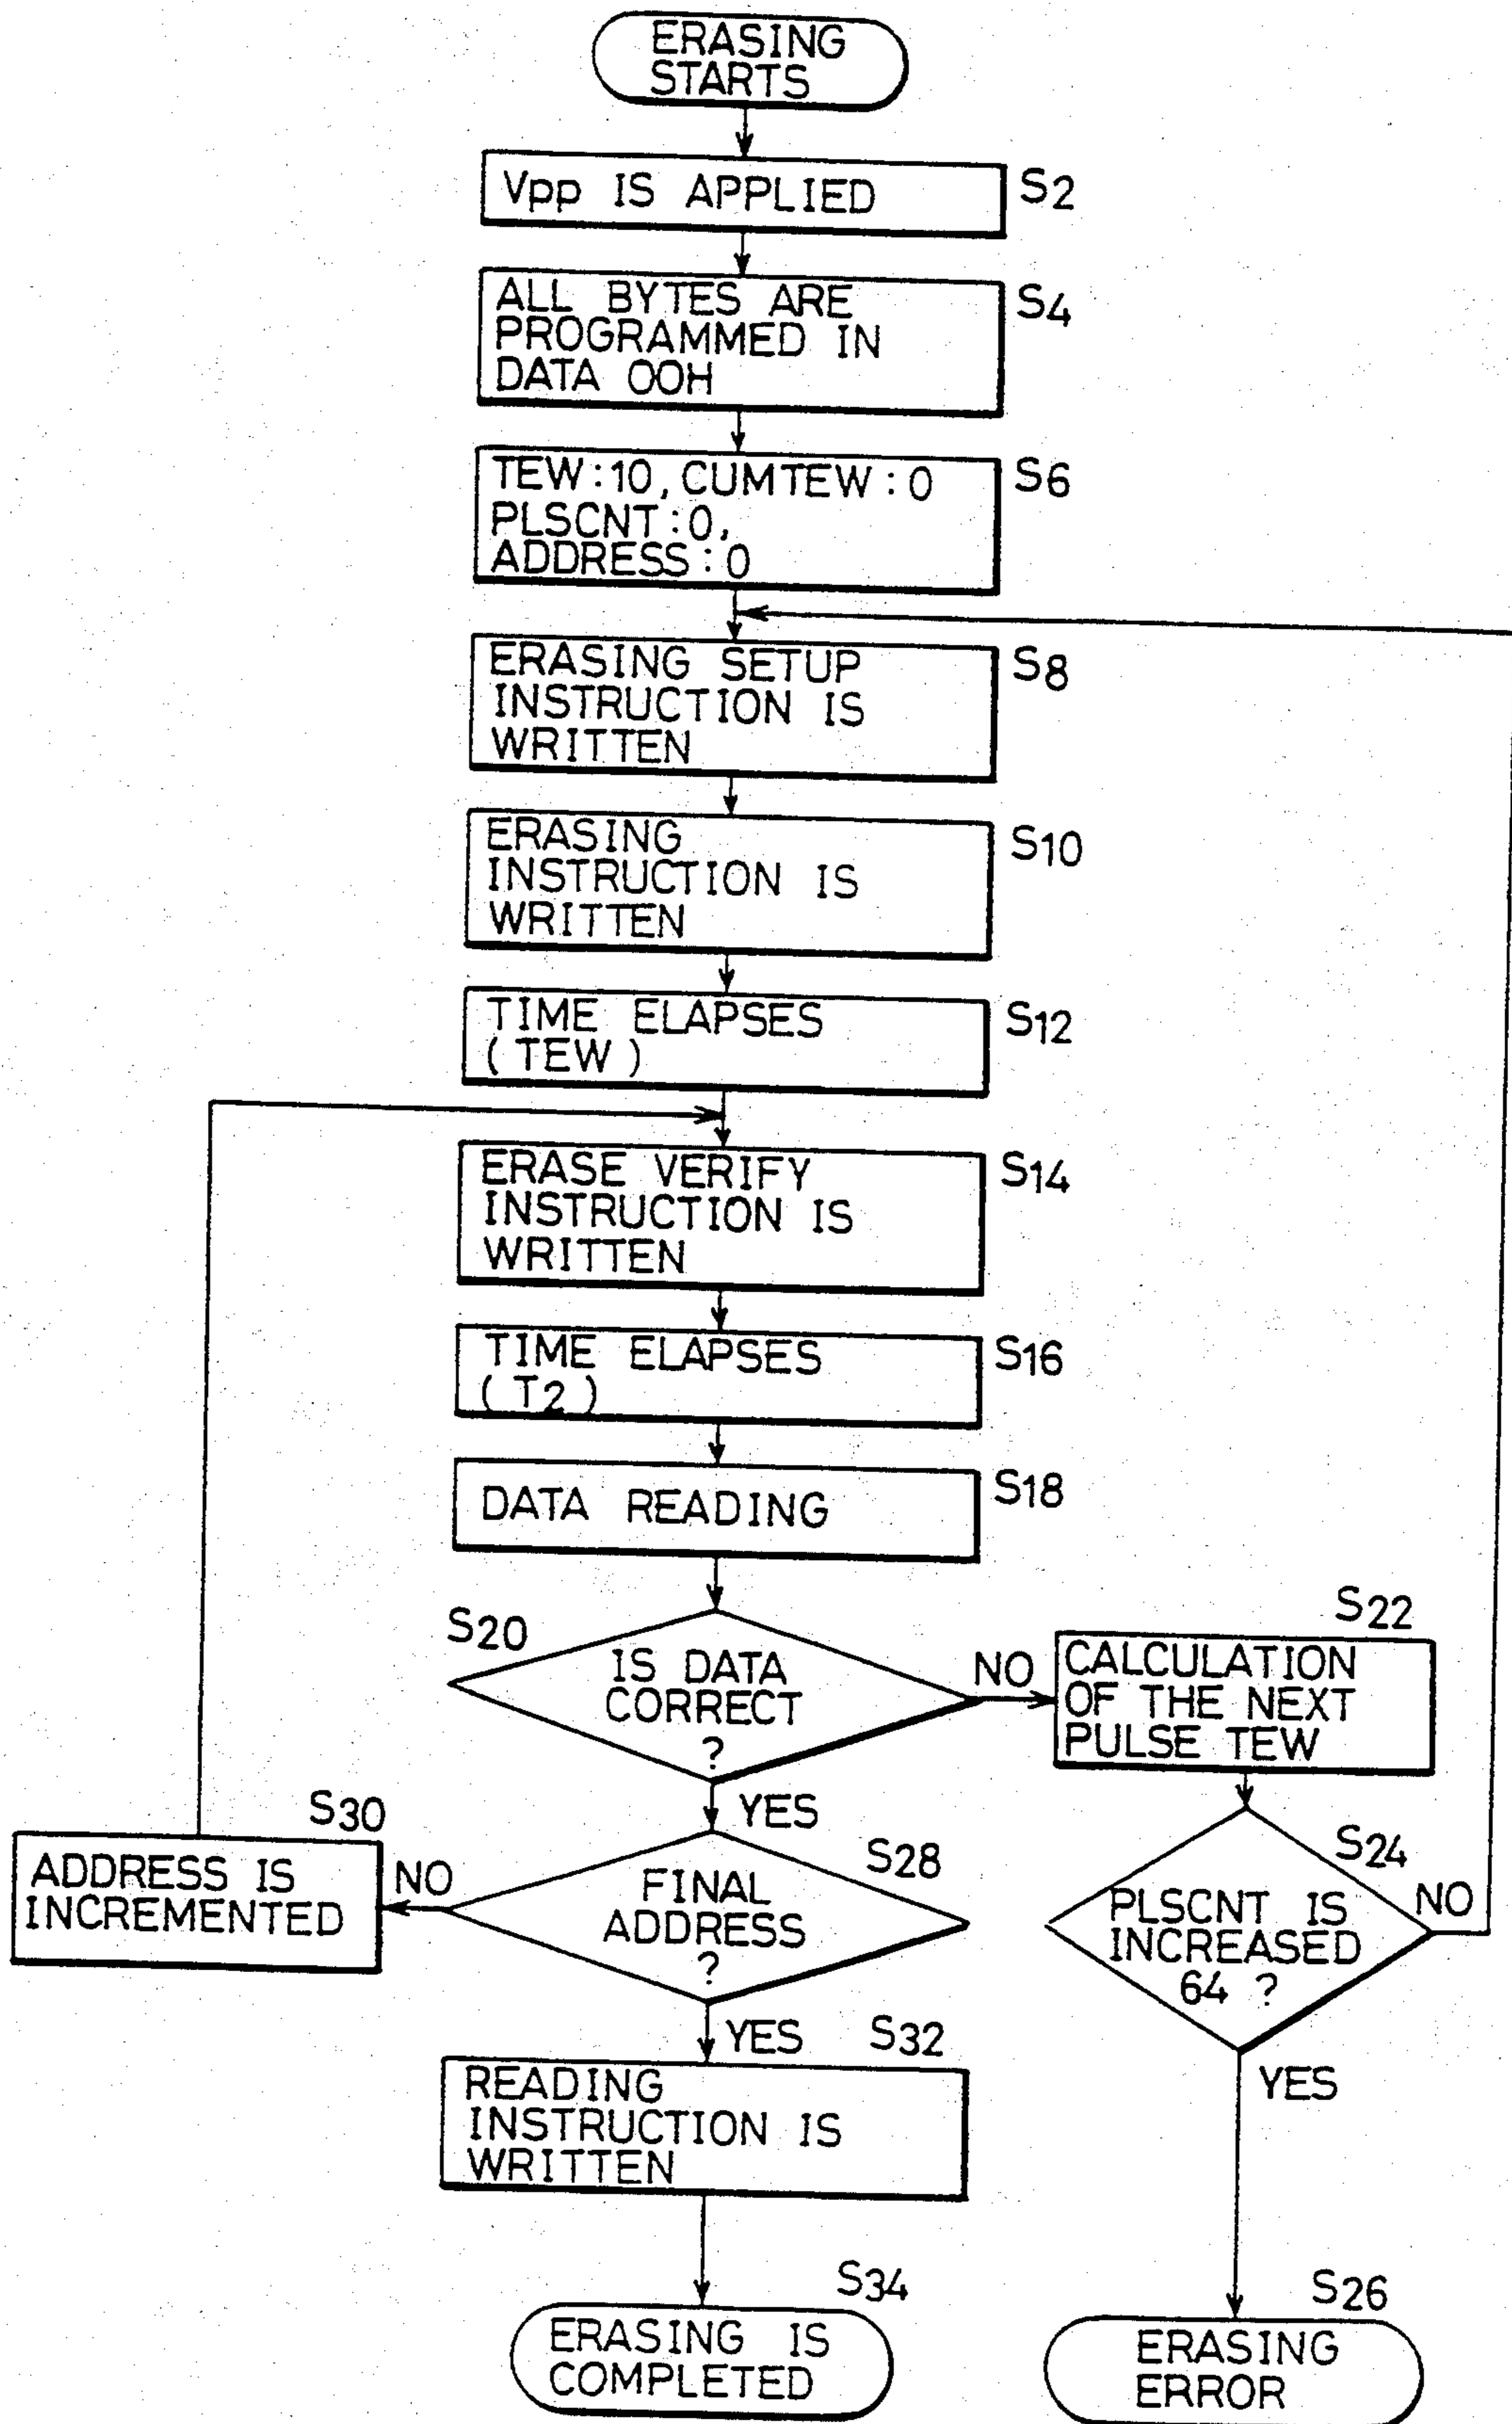 ERASING
STARTS
Vpp IS APPLIED
S2
ALL BYTES ARE
PROGRAMMED IN
DATA 00H
S4
TEW:10, CUMTEW:0
PLSCNT:0,
ADDRESS:0
S6
ERASING SETUP
INSTRUCTION IS
WRITTEN
S8
ERASING
INSTRUCTION IS
WRITTEN
S10
TIME ELAPSES
(TEW)
S12
ERASE VERIFY
INSTRUCTION IS
WRITTEN
S14
TIME ELAPSES
(T2)
S16
DATA READING
S18
S20
IS DATA
CORRECT
?
NO
S22
CALCULATION
OF THE NEXT
PULSE TEW
YES
S30
ADDRESS IS
INCREMENTED
NO
S28
FINAL
ADDRESS
?
S24
PLSCNT IS
INCREASED
64 ?
NO
YES
S32
READING
INSTRUCTION IS
WRITTEN
YES
S34
ERASING IS
COMPLETED
S26
ERASING
ERROR